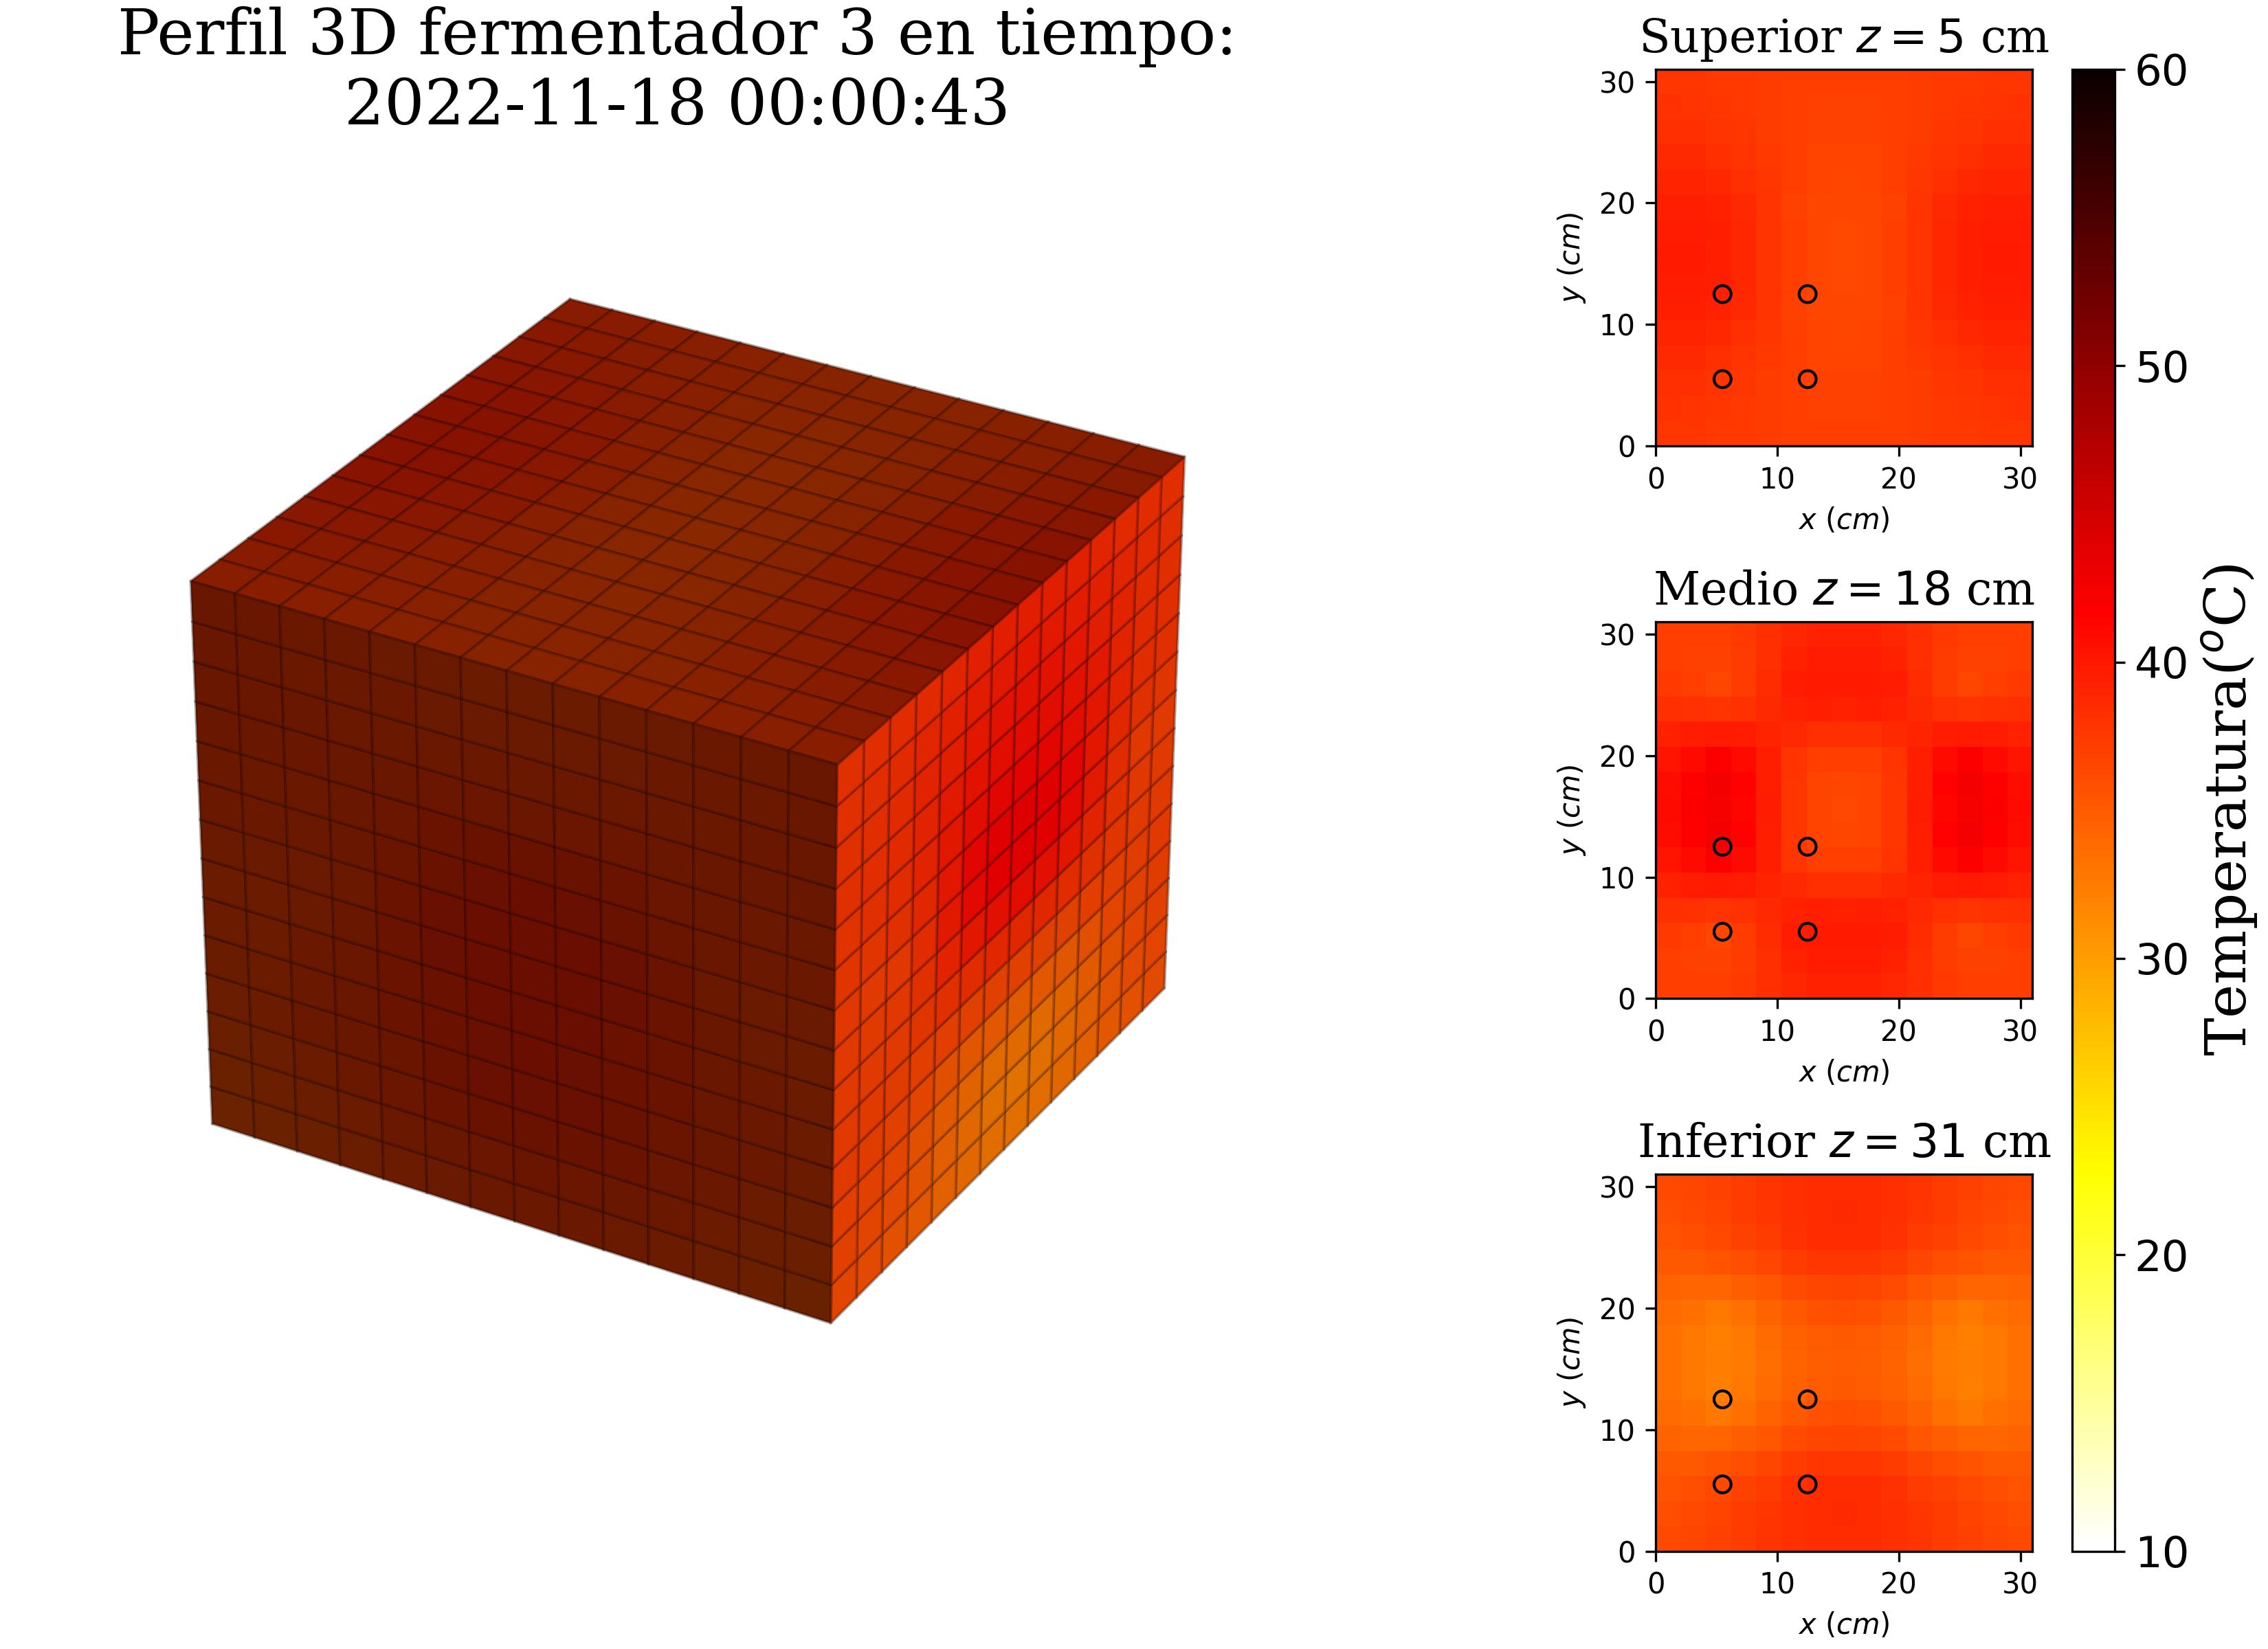 Perfil 3D fermentador 3 en tiempo:
2022-11-18 00:00:43
Superior z = 5 cm
30
20
10
0
y (cm)
0 10 20 30
x (cm)
Medio z = 18 cm
30
20
10
0
y (cm)
0 10 20 30
x (cm)
Inferior z = 31 cm
30
20
10
0
y (cm)
0 10 20 30
x (cm)
60
50
40
30
20
10
Temperatura(°C)